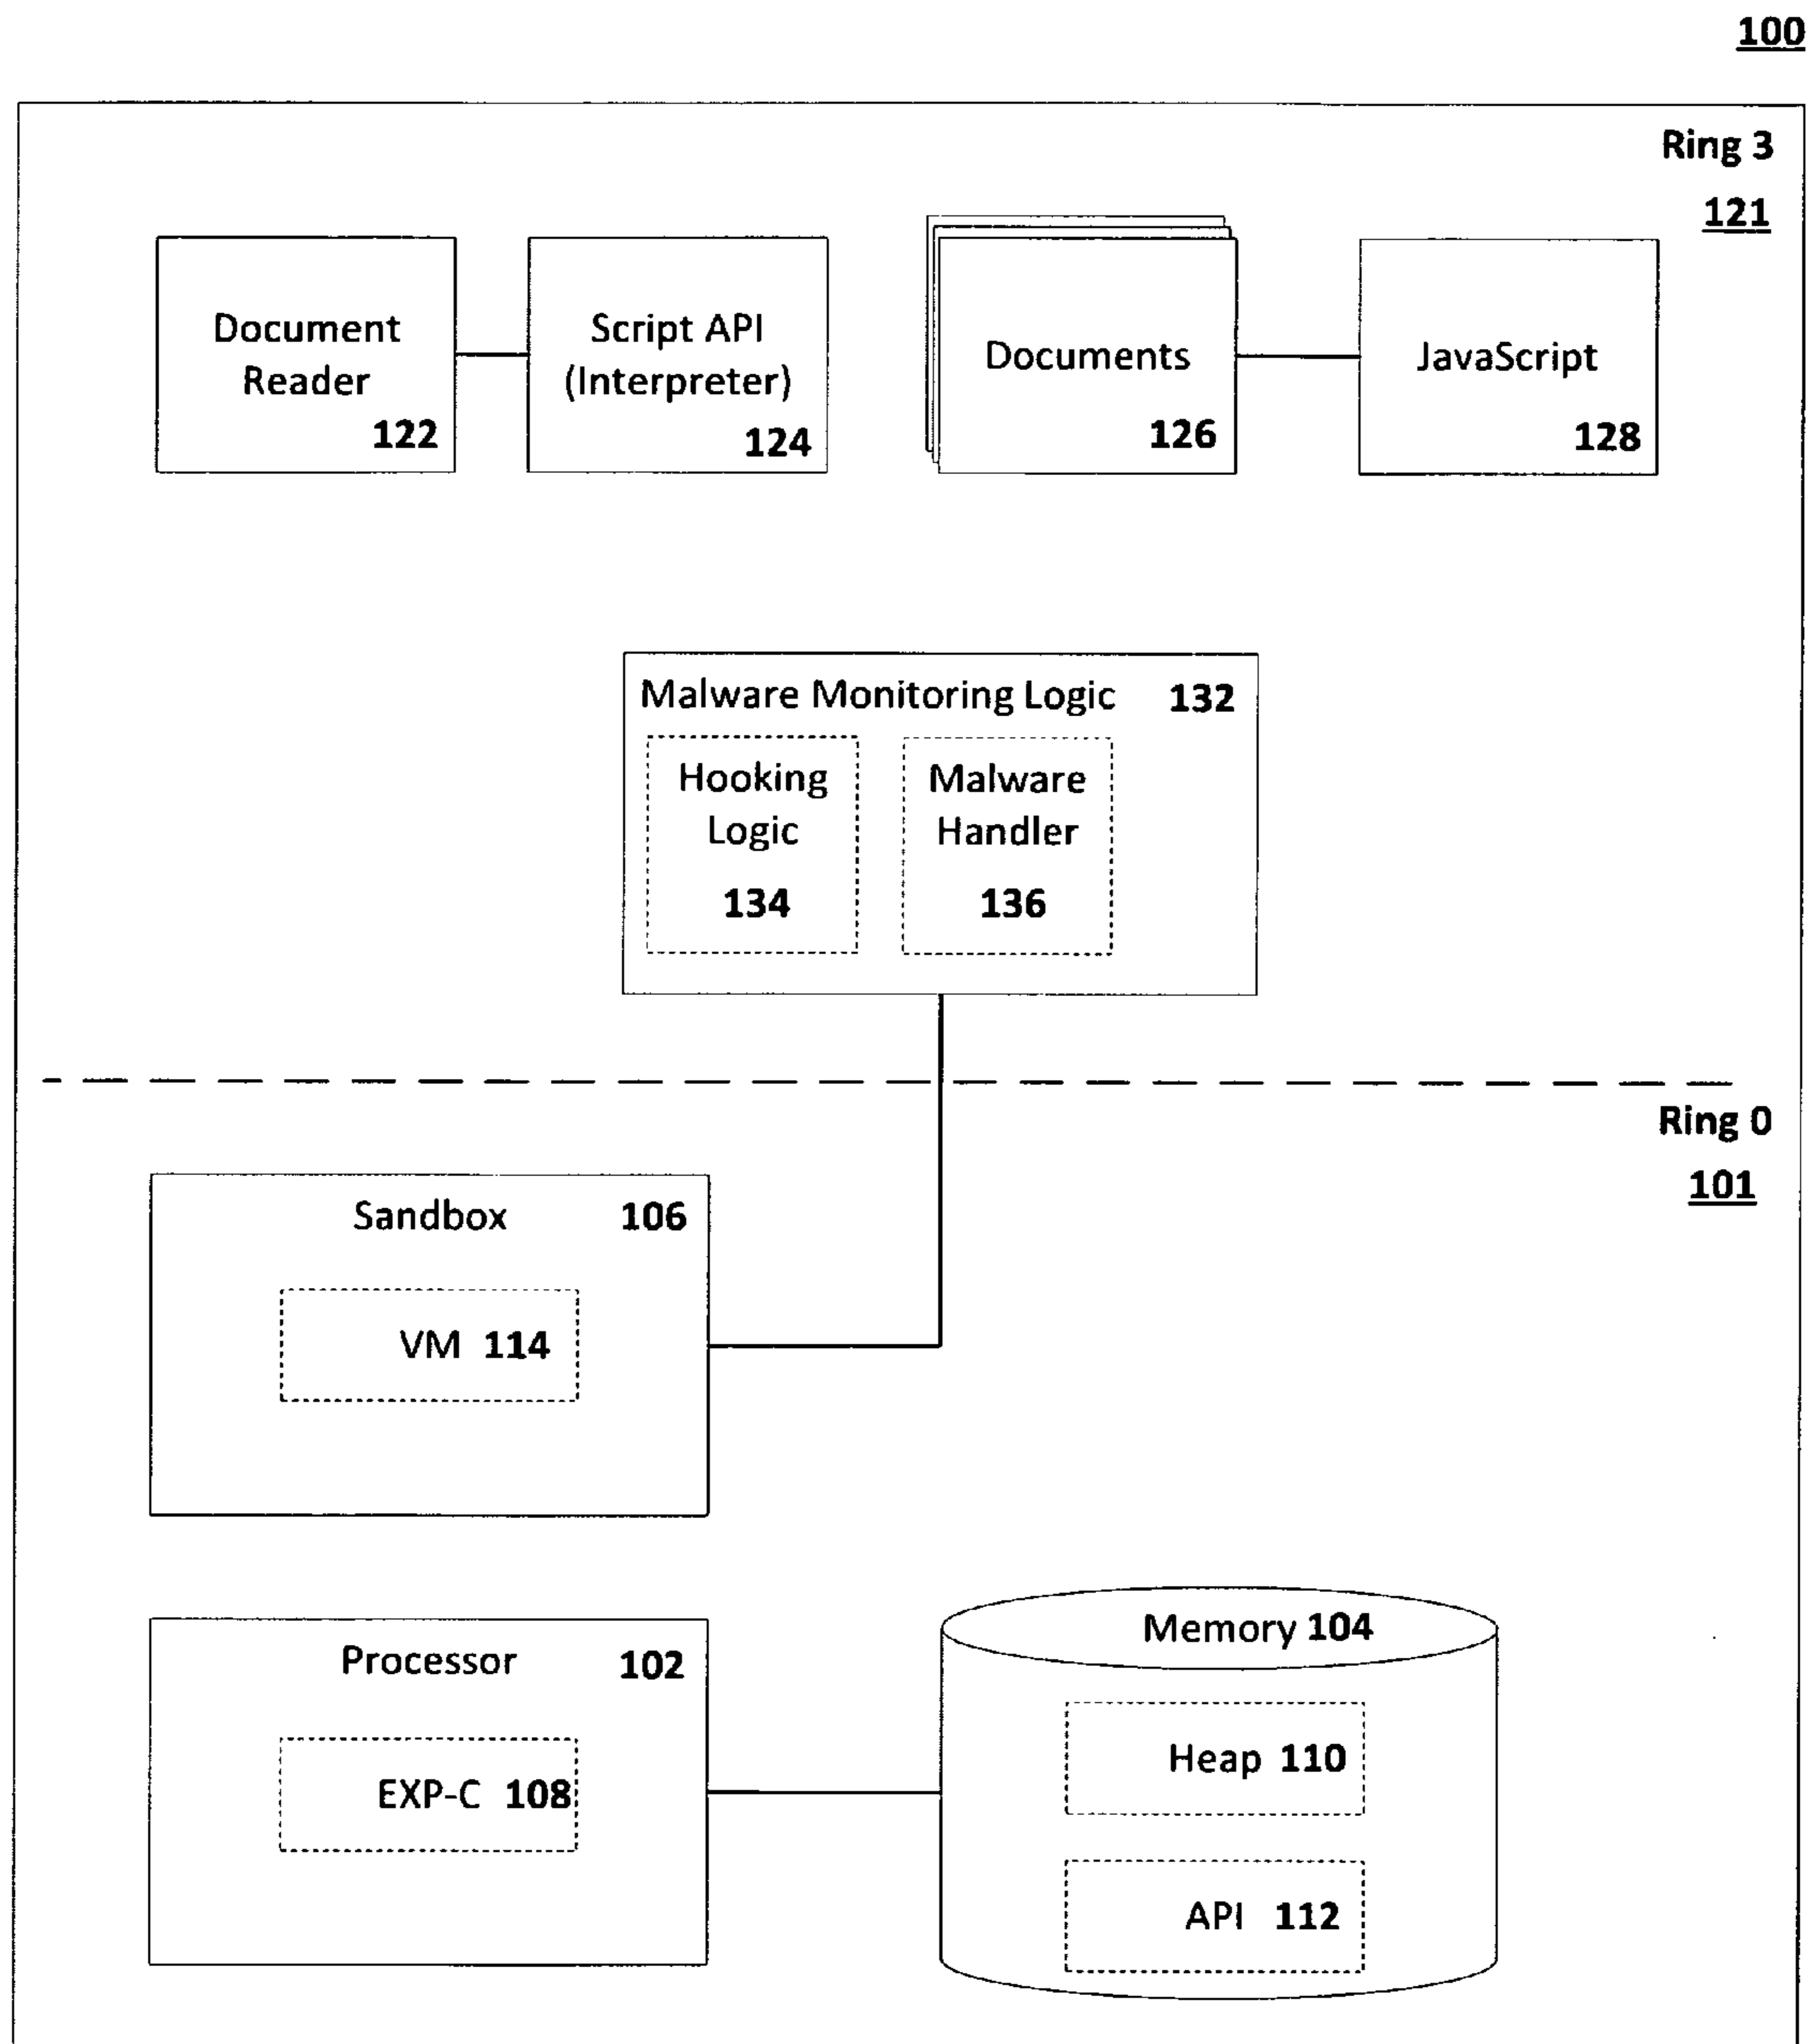 100
Ring 3
121
Document
Reader
122
Script API
(Interpreter)
124
Documents
126
JavaScript
128
Malware Monitoring Logic 132
Hooking
Logic
134
Malware
Handler
136
Ring 0
101
Sandbox 106
VM 114
Processor 102
EXP-C 108
Memory 104
Heap 110
API 112